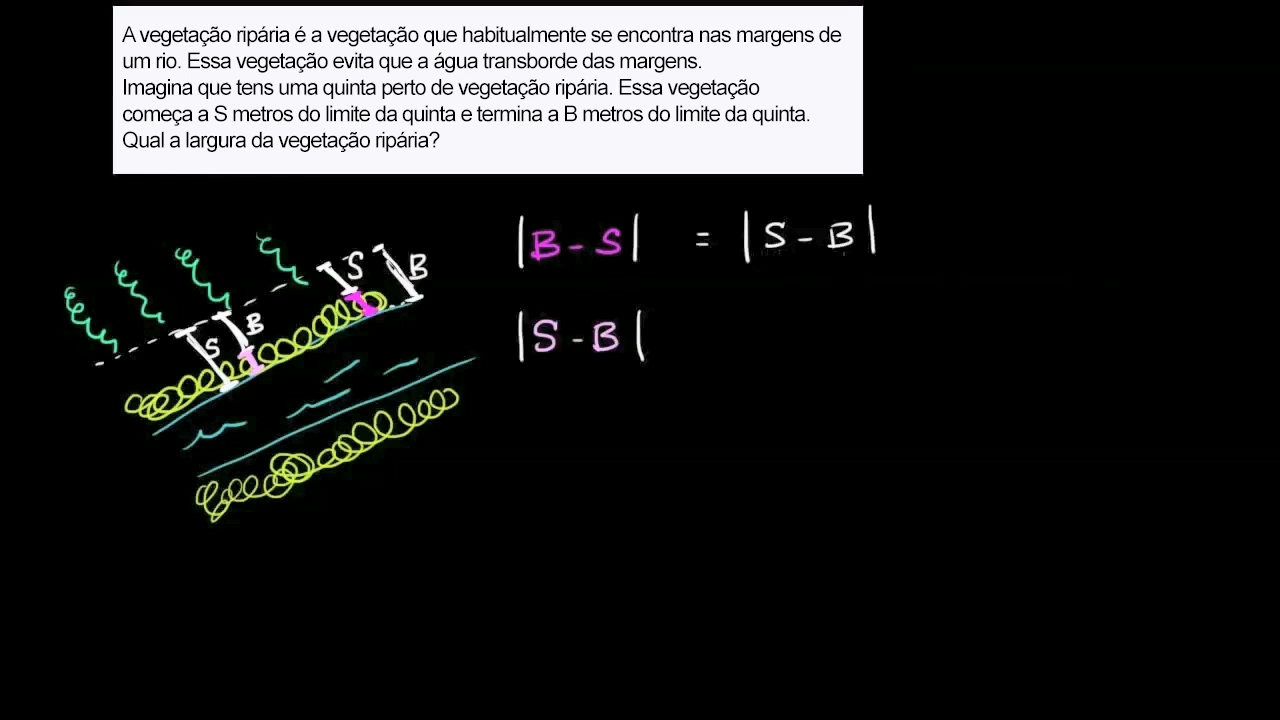 A vegetação ripária é a vegetação que habitualmente se encontra nas margens de
um rio. Essa vegetação evita que a água transborde das margens.
Imagina que tens uma quinta perto de vegetação ripária. Essa vegetação
começa a S metros do limite da quinta e termina a B metros do limite da quinta.
Qual a largura da vegetação ripária?
|B - S| = |S - B|
S B
B
S
|S - B|